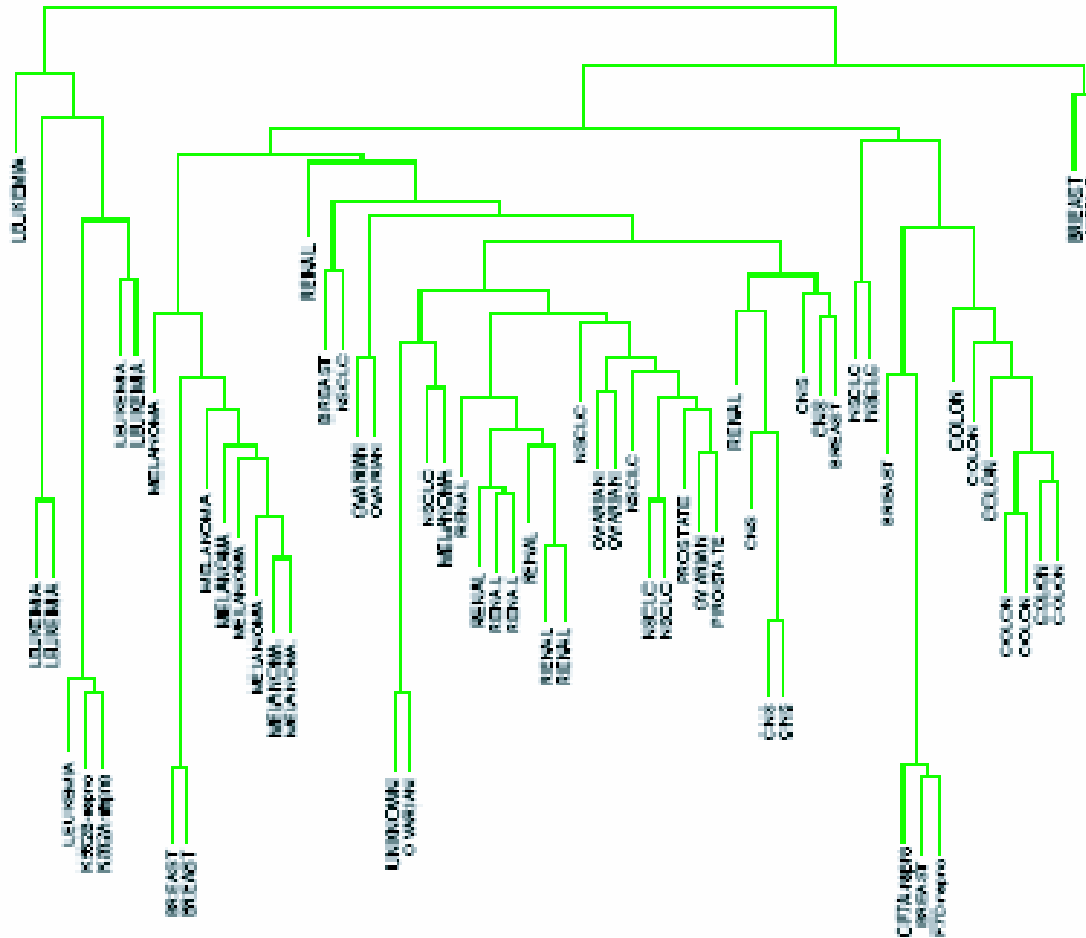 LEUKEMIA
LEUKEMIA
LEUKEMIA
LEUKEMIA
LEUKEMIA
LEUKEMIA
MELANOMA
BREAST
BREAST
MELANOMA
MELANOMA
MELANOMA
MELANOMA
MELANOMA
MELANOMA
RENAL
BREAST
NSCLC
OVARIAN
OVARIAN
UNKNOWN
OVARIAN
NSCLC
MELANOMA
RENAL
RENAL
RENAL
RENAL
RENAL
RENAL
RENAL
NSCLC
OVARIAN
OVARIAN
NSCLC
NSCLC
NSCLC
PROSTATE
OVARIAN
PROSTATE
RENAL
CNS
CNS
CNS
CNS
CNS
BREAST
NSCLC
NSCLC
BREAST
BREAST
COLON
COLON
COLON
COLON
COLON
COLON
COLON
BREAST